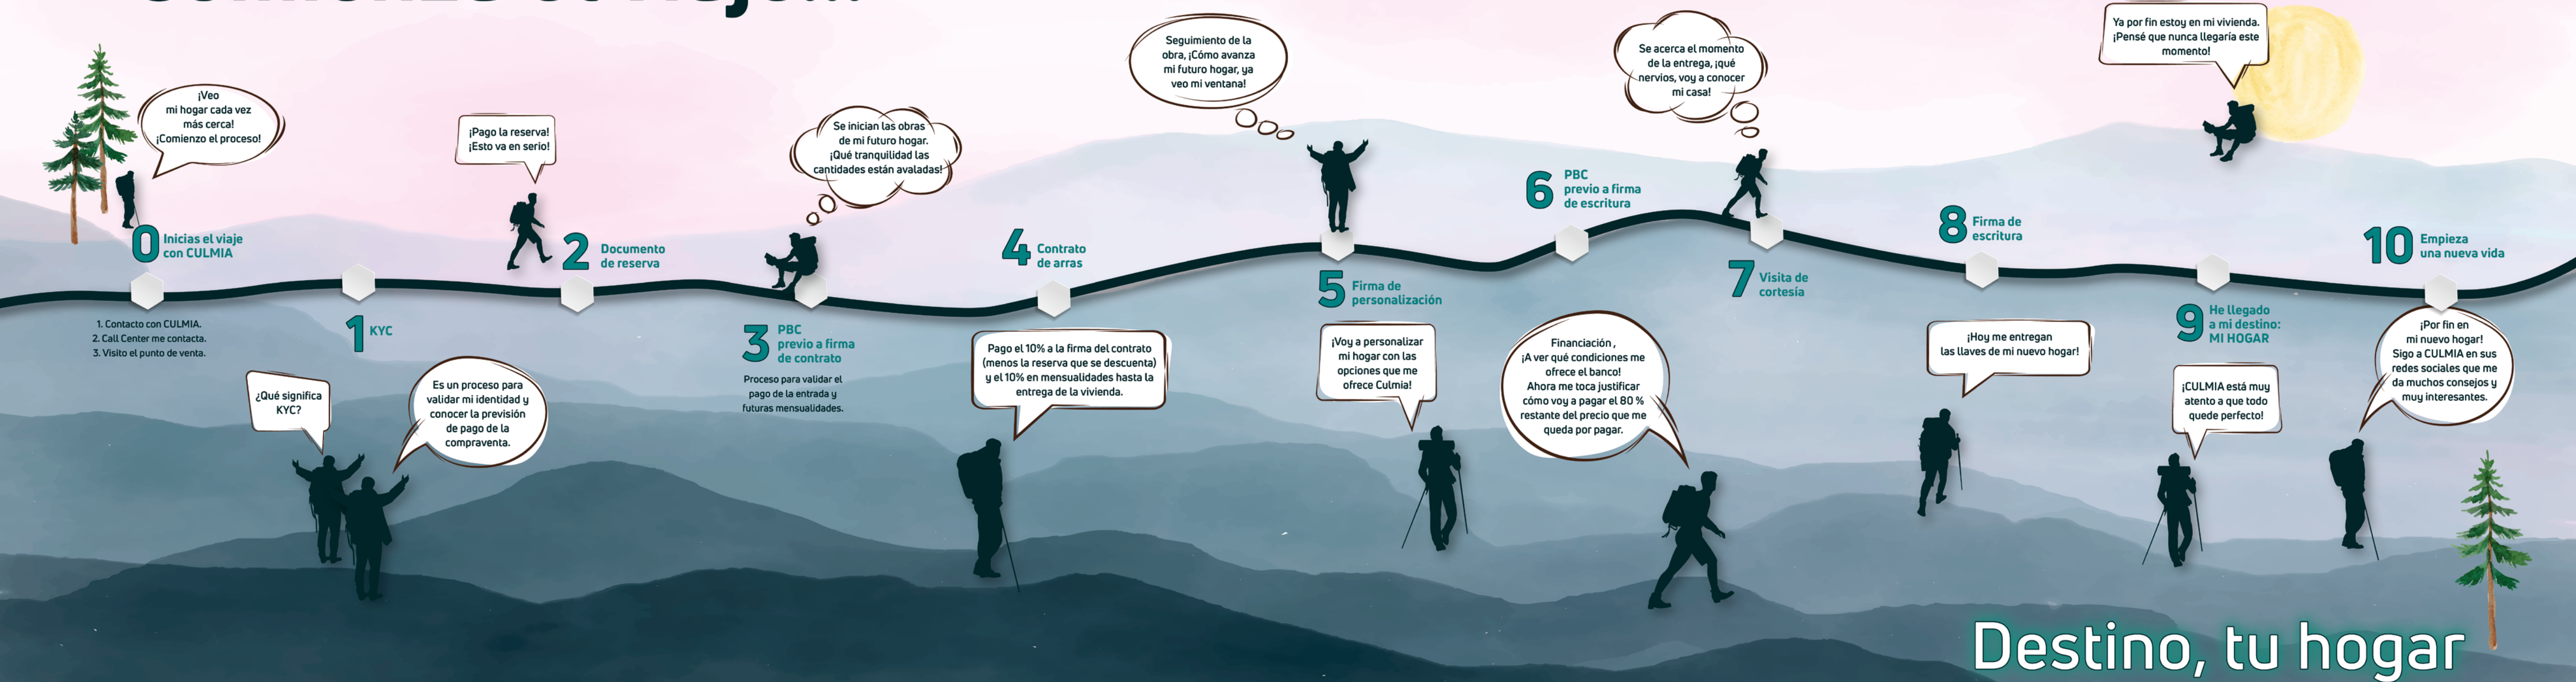 ¡Veo
mi hogar cada vez
más cerca!
¡Comienzo el proceso!
0 Inicias el viaje
con CULMIA
1. Contacto con CULMIA.
2. Call Center me contacta.
3. Visito el punto de venta.
1 KYC
¿Qué significa
KYC?
Es un proceso para
validar mi identidad y
conocer la previsión
de pago de la
compraventa.
¡Pago la reserva!
¡Esto va en serio!
2 Documento
de reserva
Se inician las obras
de mi futuro hogar.
¡Qué tranquilidad las
cantidades están avaladas!
3 PBC
previo a firma
de contrato
Proceso para validar el
pago de la entrada y
futuras mensualidades.
4 Contrato
de arras
Pago el 10% a la firma del contrato
(menos la reserva que se descuenta)
y el 10% en mensualidades hasta la
entrega de la vivienda.
Seguimiento de la
obra, ¡Cómo avanza
mi futuro hogar, ya
veo mi ventana!
5 Firma de
personalización
¡Voy a personalizar
mi hogar con las
opciones que me
ofrece Culmia!
6 PBC
previo a firma
de escritura
Financiación ,
¡A ver qué condiciones me
ofrece el banco!
Ahora me toca justificar
cómo voy a pagar el 80 %
restante del precio que me
queda por pagar.
Se acerca el momento
de la entrega, ¡qué
nervios, voy a conocer
mi casa!
7 Visita de
cortesía
8 Firma de
escritura
¡Hoy me entregan
las llaves de mi nuevo hogar!
Ya por fin estoy en mi vivienda.
¡Pensé que nunca llegaría este
momento!
9 He llegado
a mi destino:
MI HOGAR
¡CULMIA está muy
atento a que todo
quede perfecto!
10 Empieza
una nueva vida
¡Por fin en
mi nuevo hogar!
Sigo a CULMIA en sus
redes sociales que me
da muchos consejos y
muy interesantes.
Destino, tu hogar